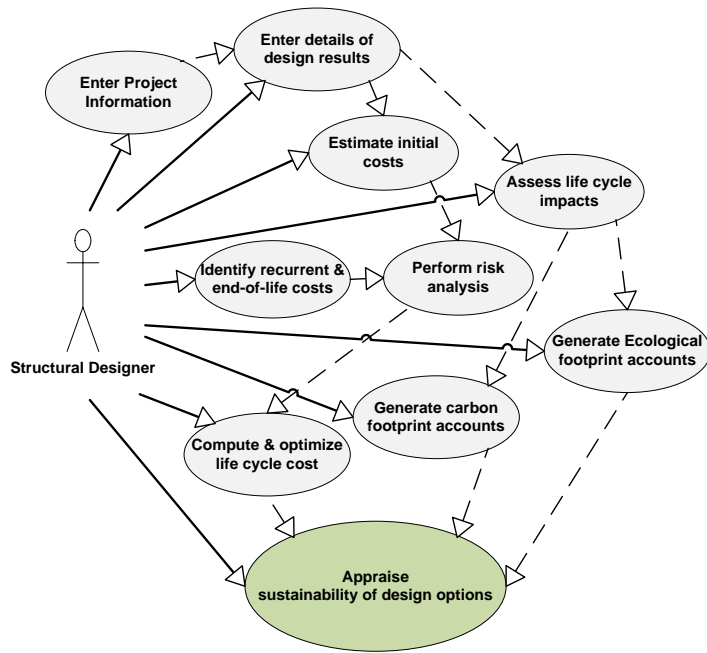 Enter details of
design results
Enter Project
Information
Estimate initial
costs
Assess life cycle
impacts
Identify recurrent &
end-of-life costs
Perform risk
analysis
Structural Designer
Generate Ecological
footprint accounts
Generate carbon
footprint accounts
Compute & optimize
life cycle cost
Appraise
sustainability of design options